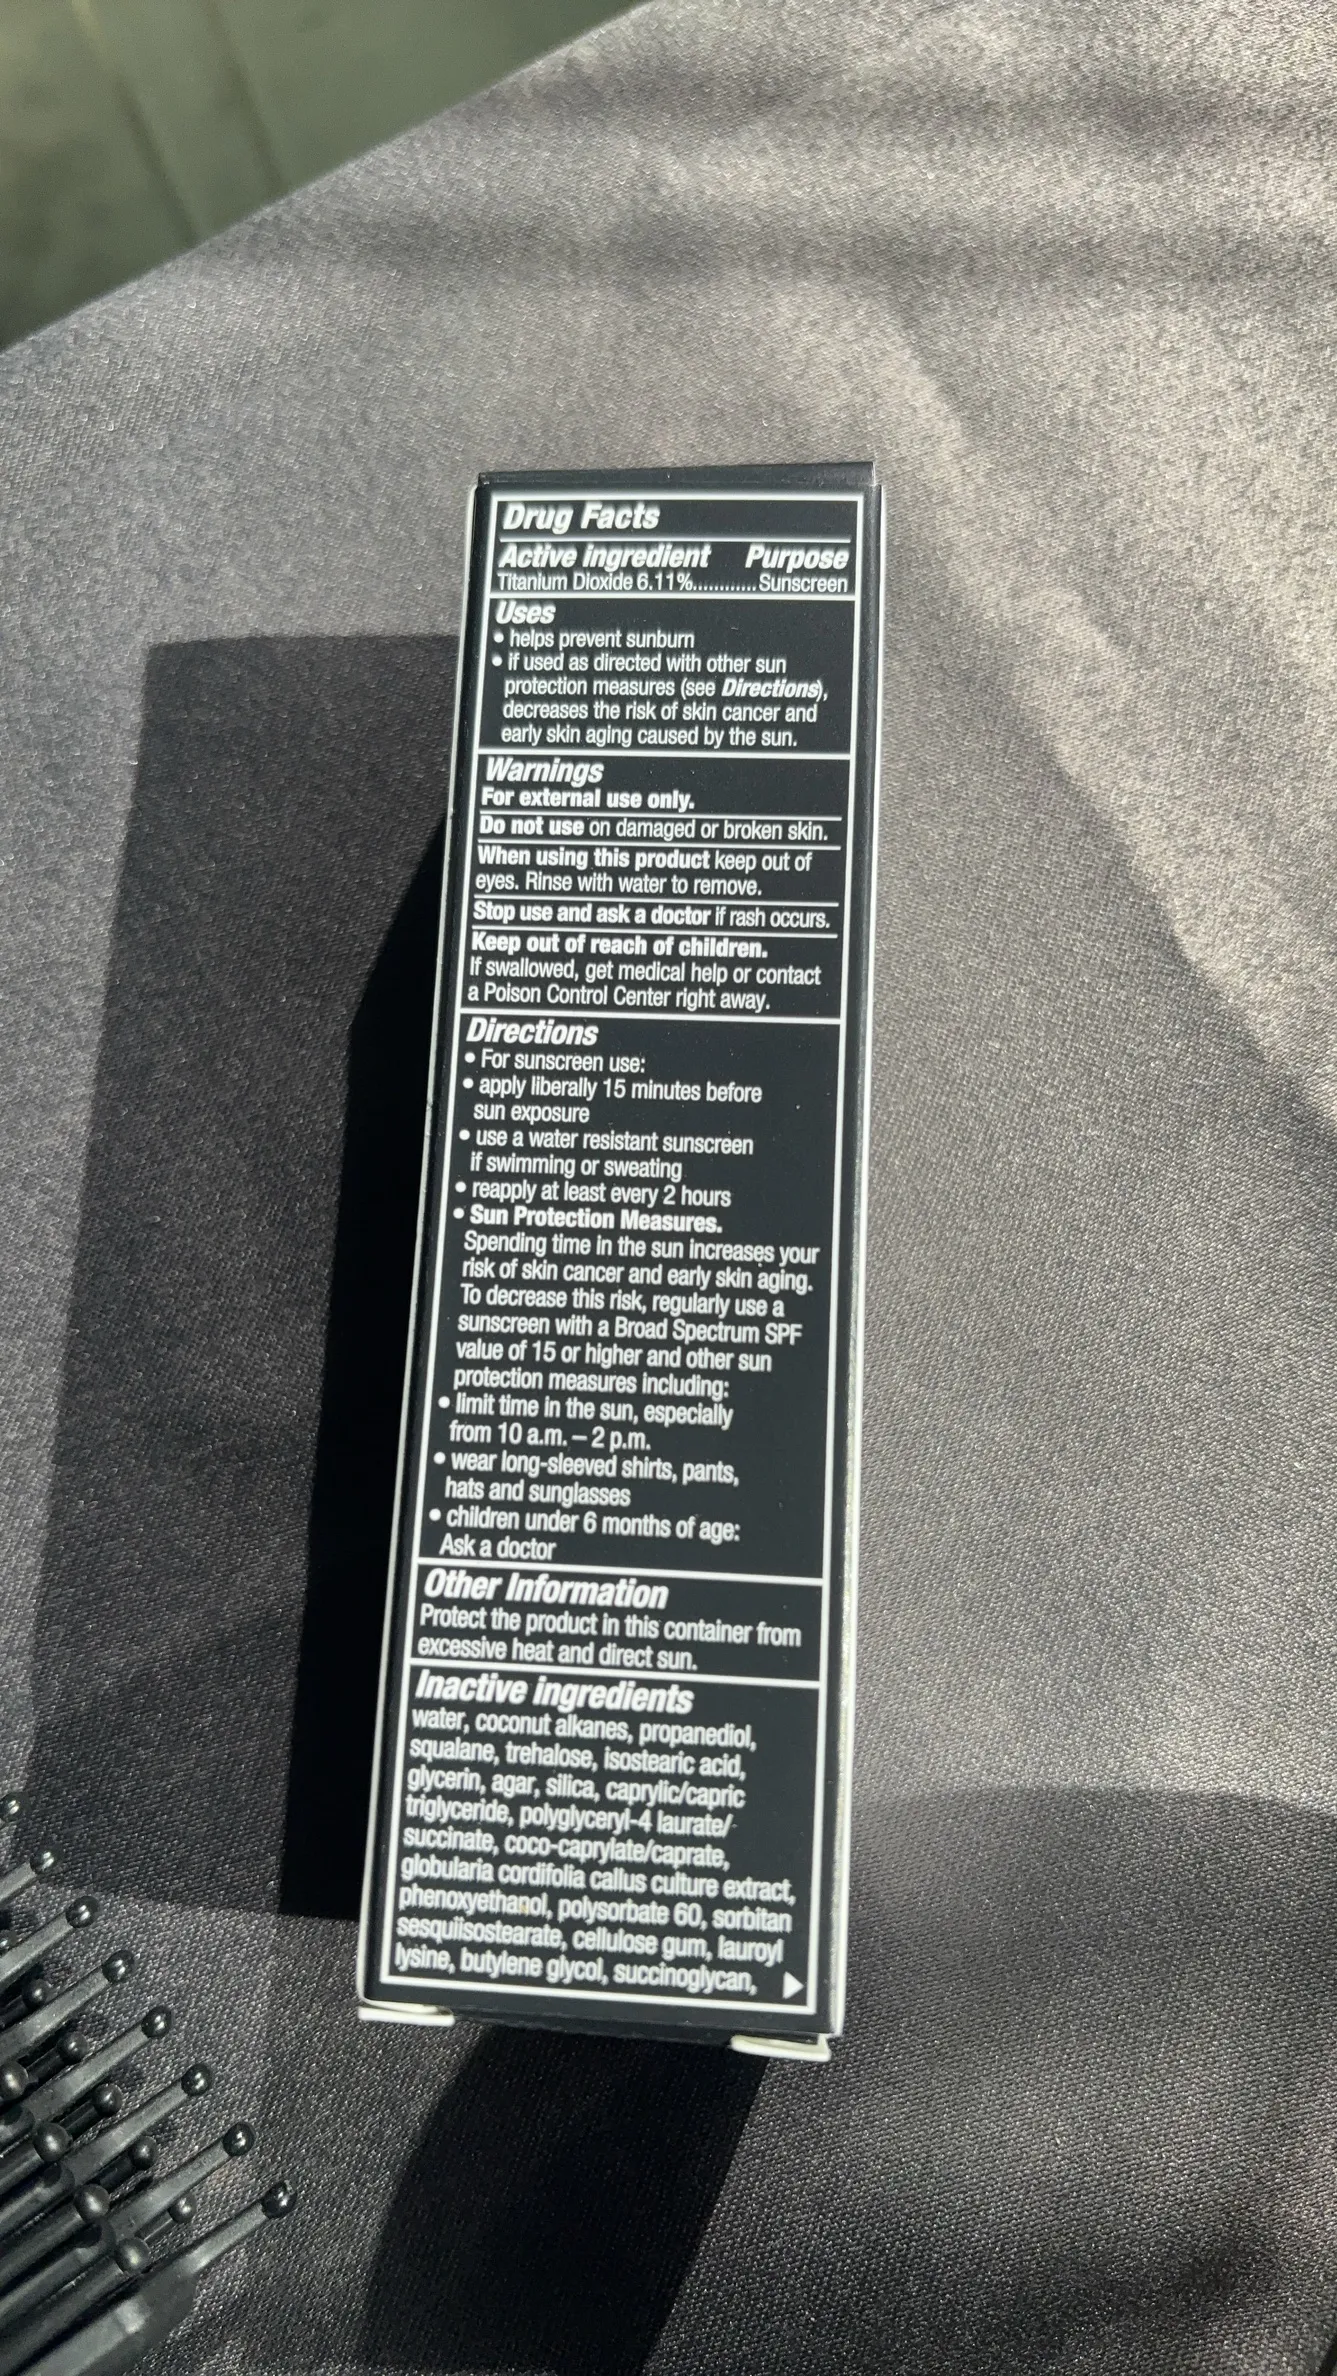 Drug Facts
Active ingredient Purpose
Titanium Dioxide 6.11%............Sunscreen
Uses
• helps prevent sunburn
• if used as directed with other sun
protection measures (see Directions),
decreases the risk of skin cancer and
early skin aging caused by the sun.
Warnings
For external use only.
Do not use on damaged or broken skin.
When using this product keep out of
eyes. Rinse with water to remove.
Stop use and ask a doctor if rash occurs.
Keep out of reach of children.
If swallowed, get medical help or contact
a Poison Control Center right away.
Directions
• For sunscreen use:
• apply liberally 15 minutes before
sun exposure
• use a water resistant sunscreen
if swimming or sweating
• reapply at least every 2 hours
• Sun Protection Measures.
Spending time in the sun increases your
risk of skin cancer and early skin aging.
To decrease this risk, regularly use a
sunscreen with a Broad Spectrum SPF
value of 15 or higher and other sun
protection measures including:
• limit time in the sun, especially
from 10 a.m. – 2 p.m.
• wear long-sleeved shirts, pants,
hats and sunglasses
• children under 6 months of age:
Ask a doctor
Other Information
Protect the product in this container from
excessive heat and direct sun.
Inactive ingredients
water, coconut alkanes, propanediol,
squalane, trehalose, isostearic acid,
glycerin, agar, silica, caprylic/capric
triglyceride, polyglyceryl-4 laurate/
succinate, coco-caprylate/caprate,
globularia cordifolia callus culture extract,
phenoxyethanol, polysorbate 60, sorbitan
sesquiisostearate, cellulose gum, lauroyl
lysine, butylene glycol, succinoglycan,